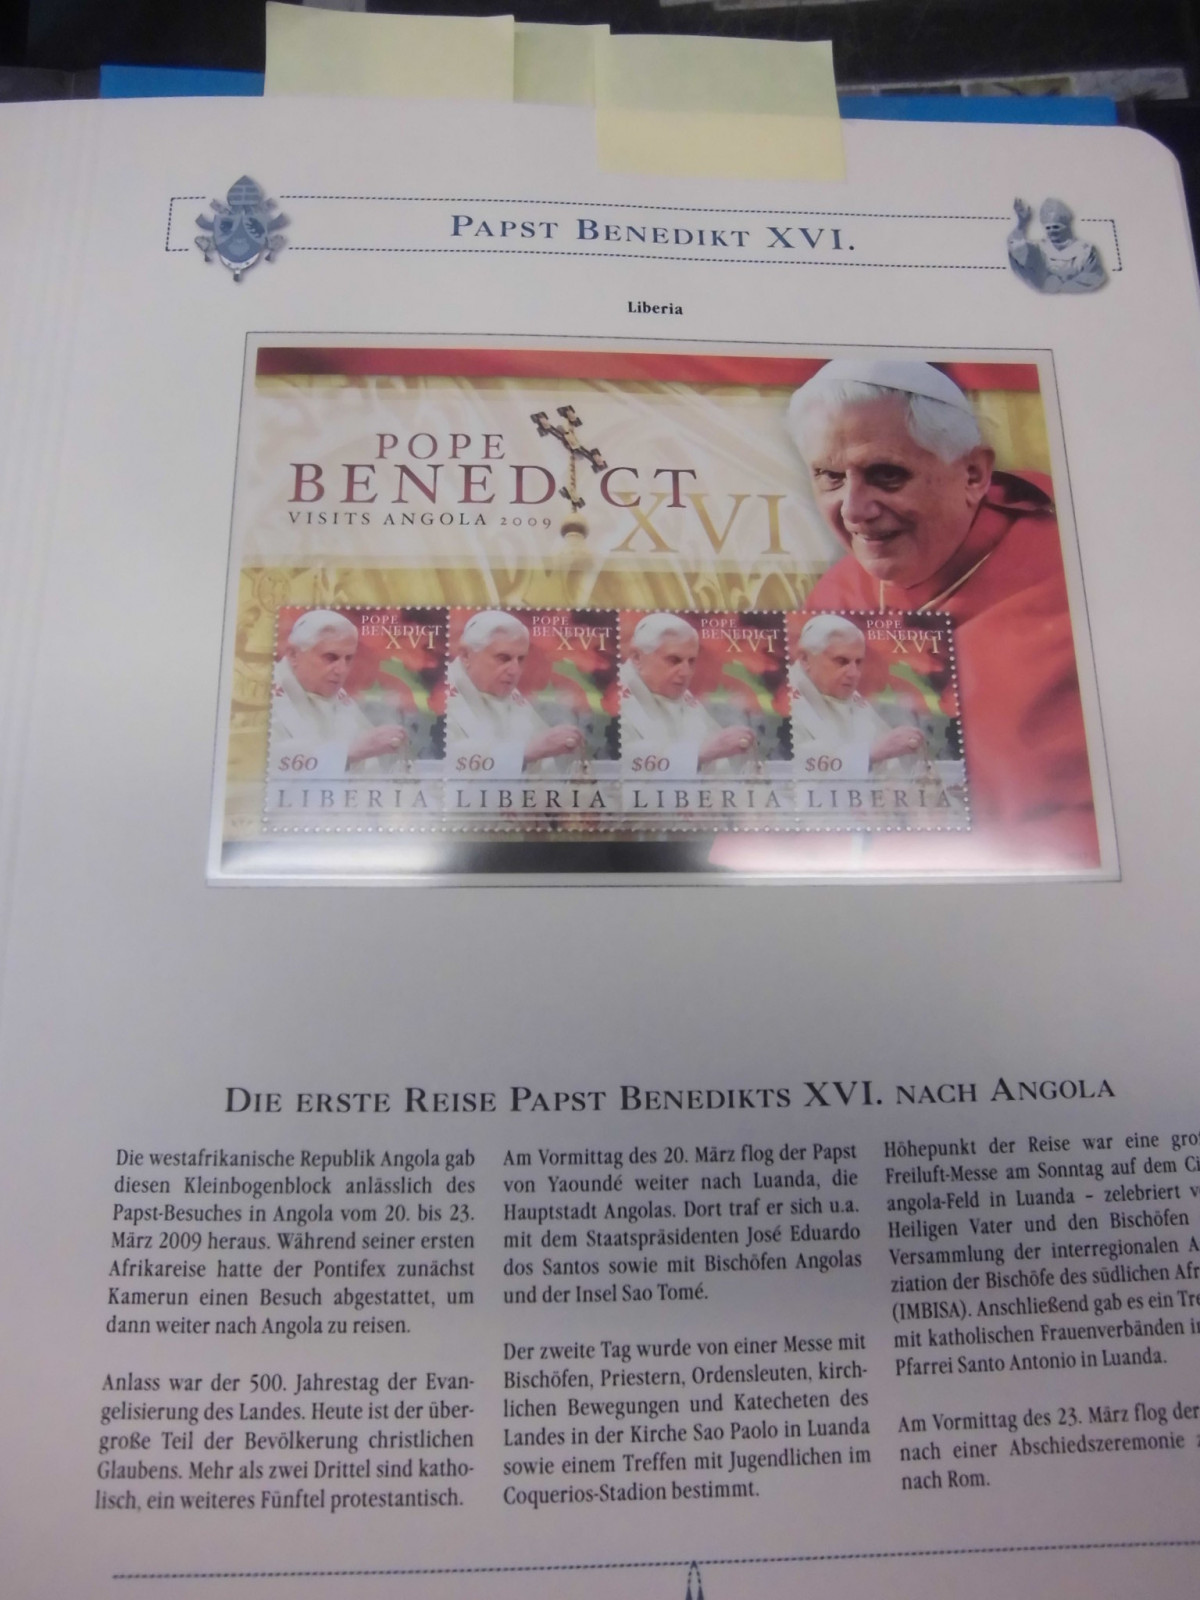 PAPST BENEDIKT XVI.
Liberia
POPE
BENEDICT
XVI
VISITS ANGOLA 2009
POPE
BENEDICT
XVI
$60
LIBERIA
POPE
BENEDICT
XVI
$60
LIBERIA
POPE
BENEDICT
XVI
$60
LIBERIA
POPE
BENEDICT
XVI
$60
LIBERIA
DIE ERSTE REISE PAPST BENEDIKTS XVI. NACH ANGOLA
Die westafrikanische Republik Angola gab
diesen Kleinbogenblock anlässlich des
Papst-Besuches in Angola vom 20. bis 23.
März 2009 heraus. Während seiner ersten
Afrikareise hatte der Pontifex zunächst
Kamerun einen Besuch abgestattet, um
dann weiter nach Angola zu reisen.
Anlass war der 500. Jahrestag der Evan-
gelisierung des Landes. Heute ist der über-
große Teil der Bevölkerung christlichen
Glaubens. Mehr als zwei Drittel sind katho-
lisch, ein weiteres Fünftel protestantisch.
Am Vormittag des 20. März flog der Papst
von Yaoundé weiter nach Luanda, die
Hauptstadt Angolas. Dort traf er sich u.a.
mit dem Staatspräsidenten José Eduardo
dos Santos sowie mit Bischöfen Angolas
und der Insel Sao Tomé.
Der zweite Tag wurde von einer Messe mit
Bischöfen, Priestern, Ordensleuten, kirch-
lichen Bewegungen und Katecheten des
Landes in der Kirche Sao Paolo in Luanda
sowie einem Treffen mit Jugendlichen im
Coquerios-Stadion bestimmt.
Höhepunkt der Reise war eine gro
Freiluft-Messe am Sonntag auf dem Ci
angola-Feld in Luanda – zelebriert v
Heiligen Vater und den Bischöfen
Versammlung der interregionalen A
ziation der Bischöfe des südlichen Afr
(IMBISA). Anschließend gab es ein Tre
mit katholischen Frauenverbänden i
Pfarrei Santo Antonio in Luanda.
Am Vormittag des 23. März flog der
nach einer Abschiedszeremonie
nach Rom.